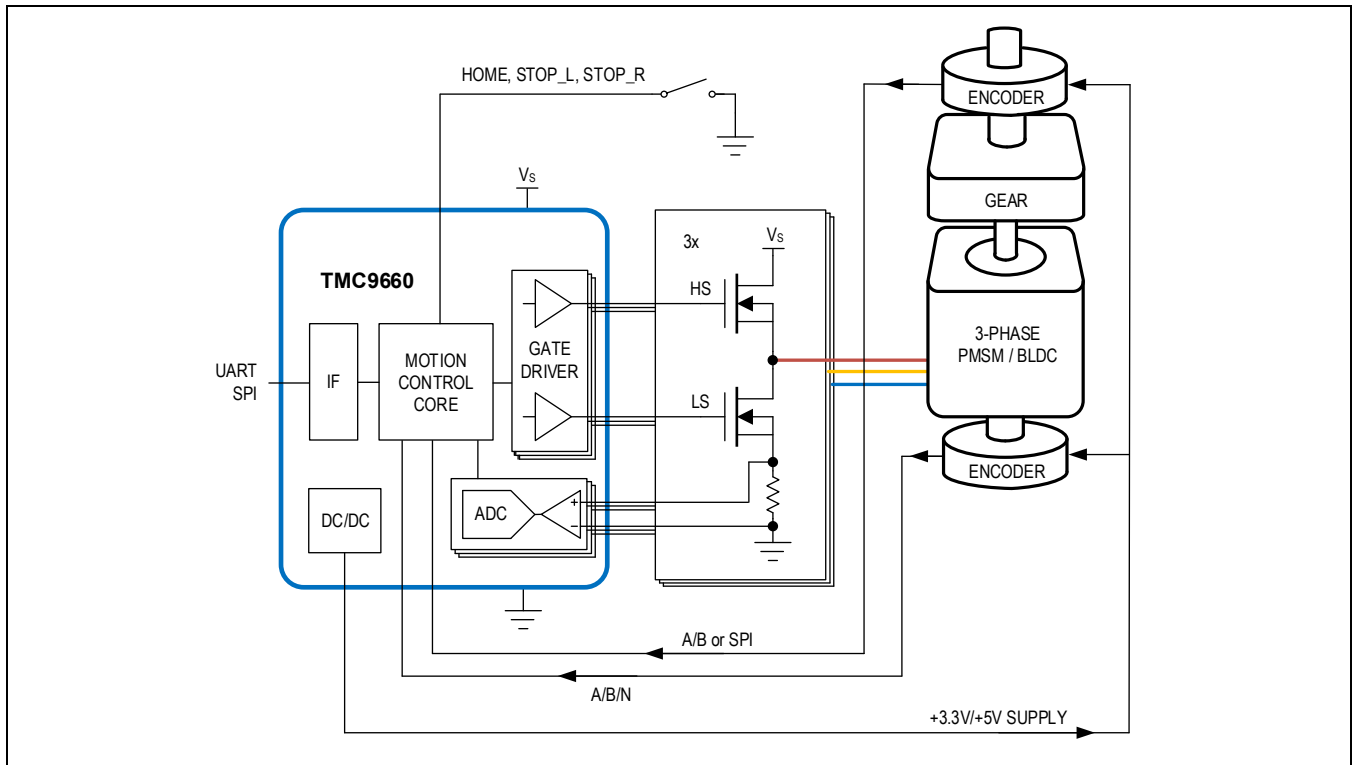 HOME, STOP_L, STOP_R
ENCODER
GEAR
3-PHASE
PMSM / BLDC
ENCODER
VS
TMC9660
UART
SPI
IF
MOTION
CONTROL
CORE
GATE
DRIVER
ADC
+
–
DC/DC
3x
VS
HS
LS
A/B or SPI
A/B/N
+3.3V/+5V SUPPLY